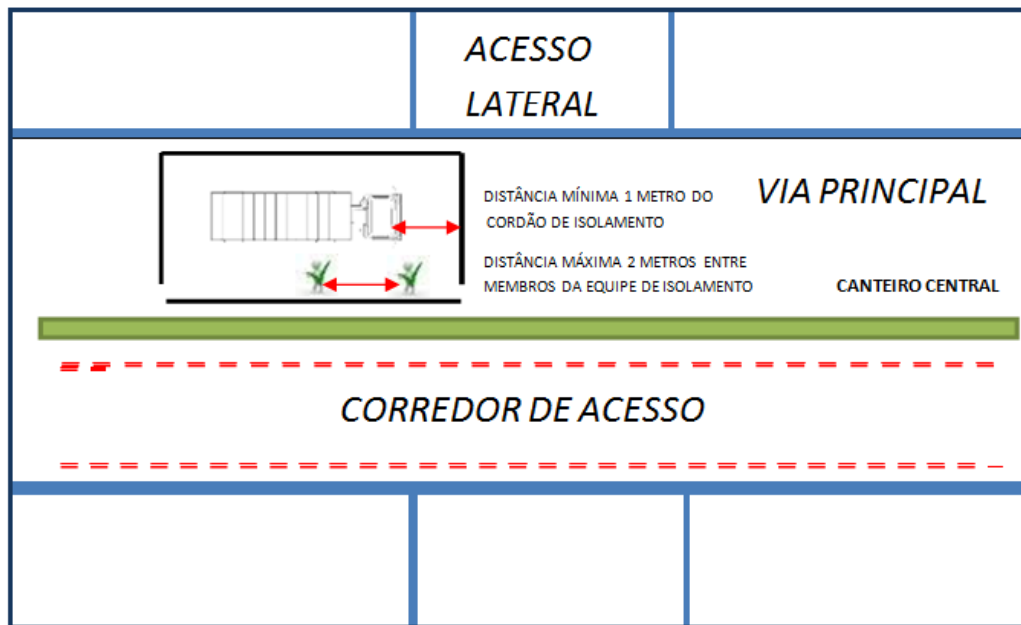 ACESSO
LATERAL
DISTÂNCIA MÍNIMA 1 METRO DO
CORDÃO DE ISOLAMENTO
VIA PRINCIPAL
DISTÂNCIA MÁXIMA 2 METROS ENTRE
MEMBROS DA EQUIPE DE ISOLAMENTO
CANTEIRO CENTRAL
CORREDOR DE ACESSO